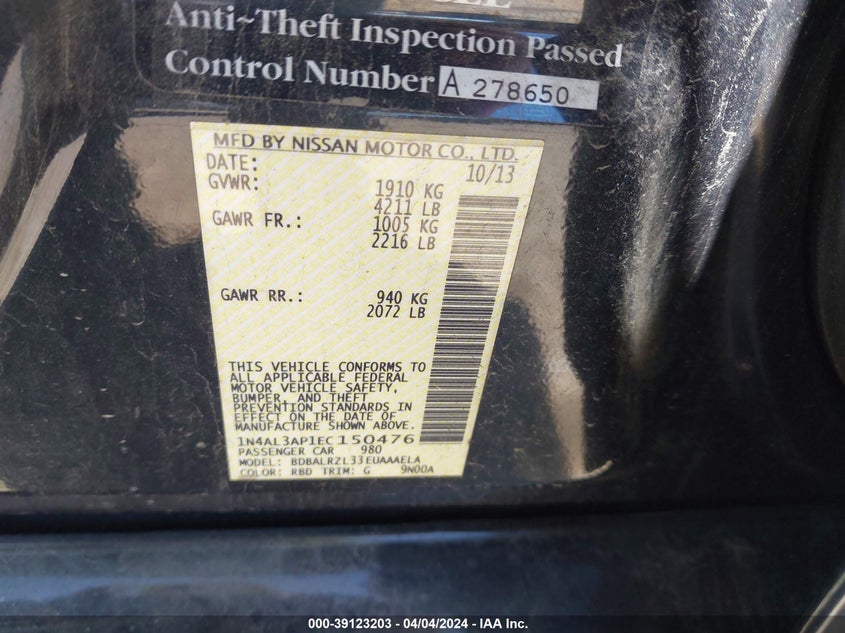 Anti~Theft Inspection Passed
Control Number A 278650
MFD BY NISSAN MOTOR CO., LTD.
DATE: 10/13
GVWR: 1910 KG
4211 LB
GAWR FR.: 1005 KG
2216 LB
GAWR RR.: 940 KG
2072 LB
THIS VEHICLE CONFORMS TO
ALL APPLICABLE FEDERAL
MOTOR VEHICLE SAFETY,
BUMPER, AND THEFT
PREVENTION STANDARDS IN
EFFECT ON THE DATE OF
MANUFACTURE SHOWN ABOVE.
1N4AL3AP1EC150476
PASSENGER CAR 980
MODEL: BDBALRZL33EUAAAELA
COLOR: RBD TRIM: G 9N00A
000-39123203 - 04/04/2024 - IAA Inc.